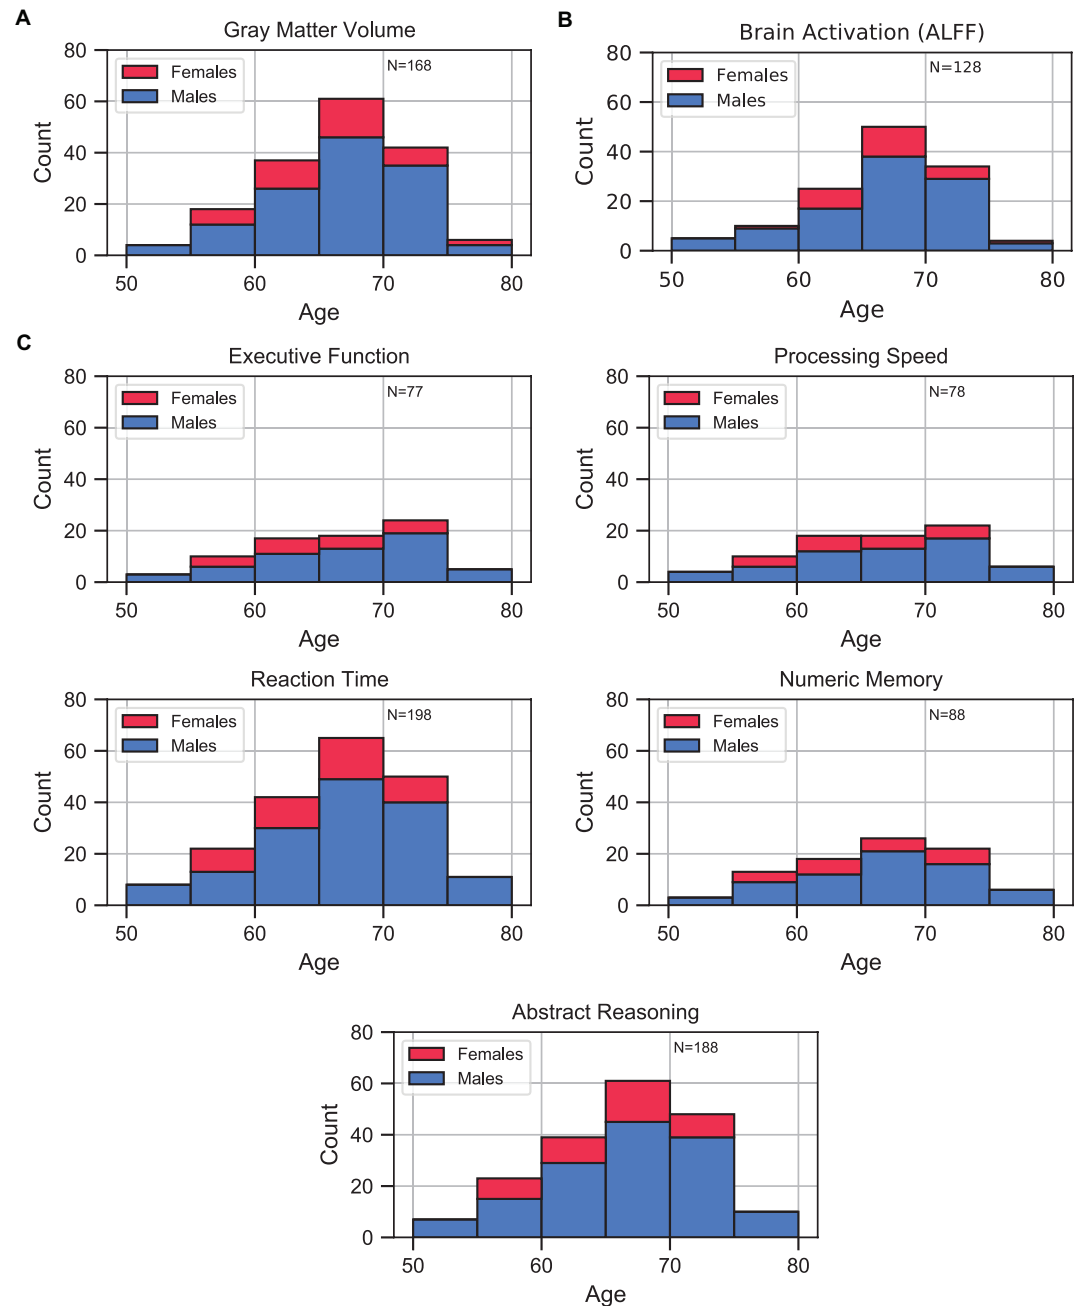 A
Gray Matter Volume
80
60
40
20
0
Count
Females
Males
N=168
50 60 70 80
Age
B
Brain Activation (ALFF)
80
60
40
20
0
Count
Females
Males
N=128
50 60 70 80
Age
C
Executive Function
80
60
40
20
0
Count
Females
Males
N=77
50 60 70 80
Age
Processing Speed
80
60
40
20
0
Count
Females
Males
N=78
50 60 70 80
Age
Reaction Time
80
60
40
20
0
Count
Females
Males
N=198
50 60 70 80
Age
Numeric Memory
80
60
40
20
0
Count
Females
Males
N=88
50 60 70 80
Age
Abstract Reasoning
80
60
40
20
0
Count
Females
Males
N=188
50 60 70 80
Age